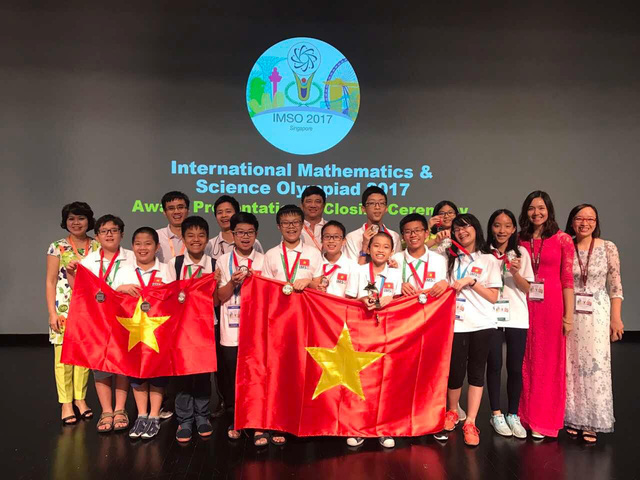 IMSO 2017
Singapore
International Mathematics &
Science Olympiad 2017
Award Presentation & Closing Ceremony